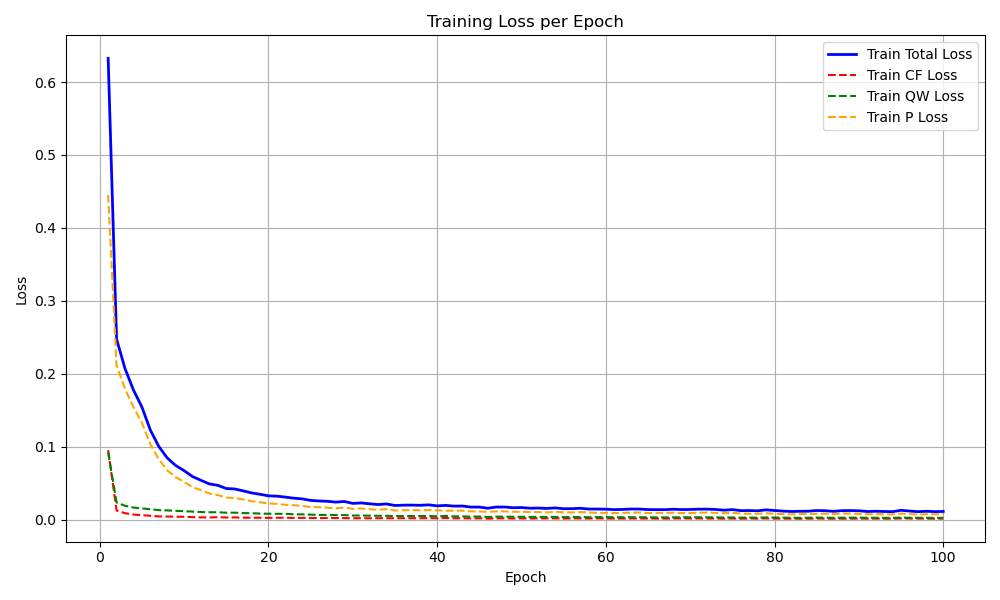 Training Loss per Epoch
Train Total Loss
Train CF Loss
Train QW Loss
Train P Loss
0.6
0.5
0.4
0.3
0.2
0.1
0.0
Loss
0 20 40 60 80 100
Epoch